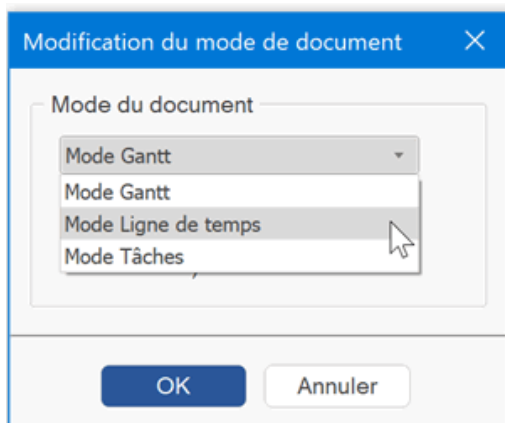 Modification du mode de document
Mode du document
Mode Gantt
Mode Gantt
Mode Ligne de temps
Mode Tâches
OK
Annuler